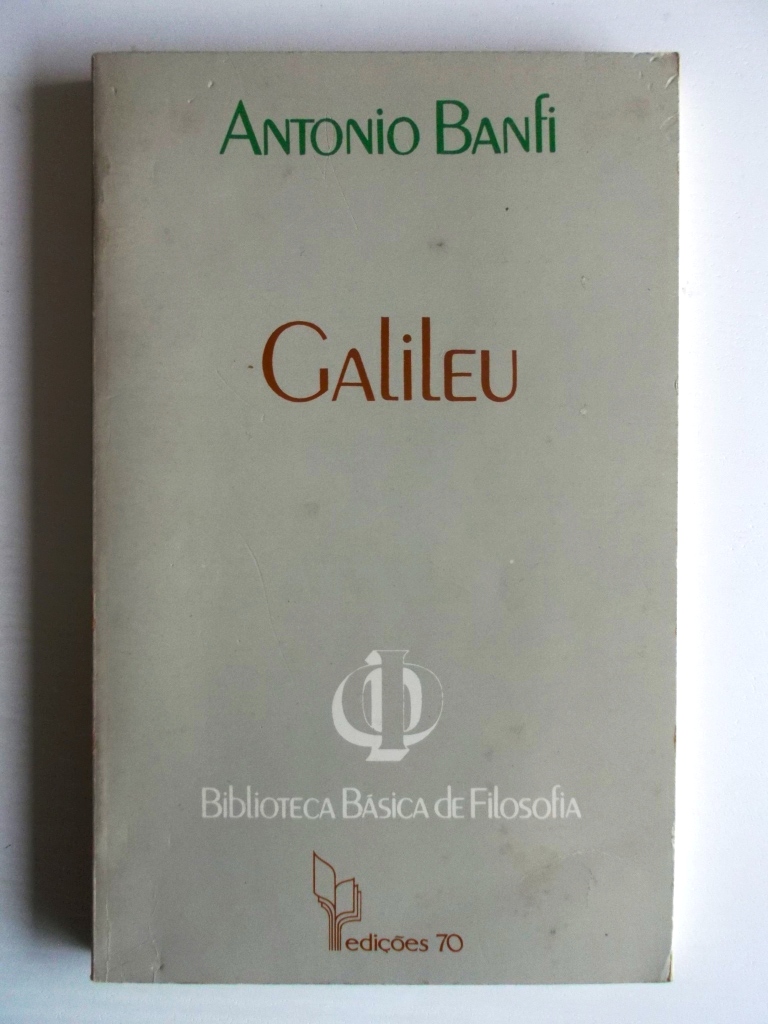 Antonio Banfi
Galileu
Biblioteca Básica de Filosofia
edições 70